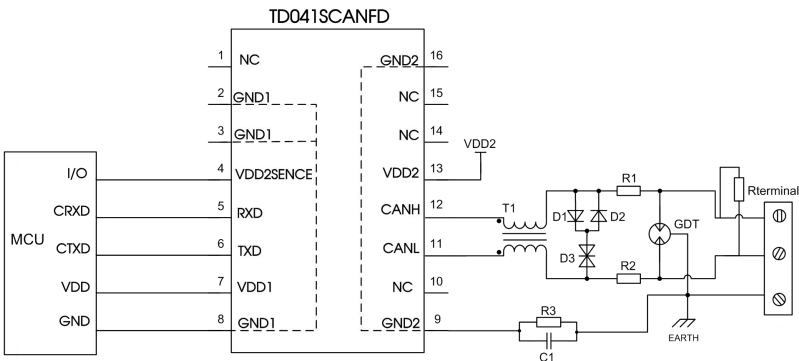 TD041SCANFD
1 NC
2 GND1
3 GND1
4 VDD2SENCE
5 RXD
6 TXD
7 VDD1
8 GND1
GND2 16
NC 15
NC 14
VDD2 13
CANH 12
CANL 11
NC 10
GND2 9
MCU
I/O
CRXD
CTXD
VDD
GND
VDD2
T1
D1
D2
D3
R1
R2
GDT
Rterminal
R3
C1
EARTH